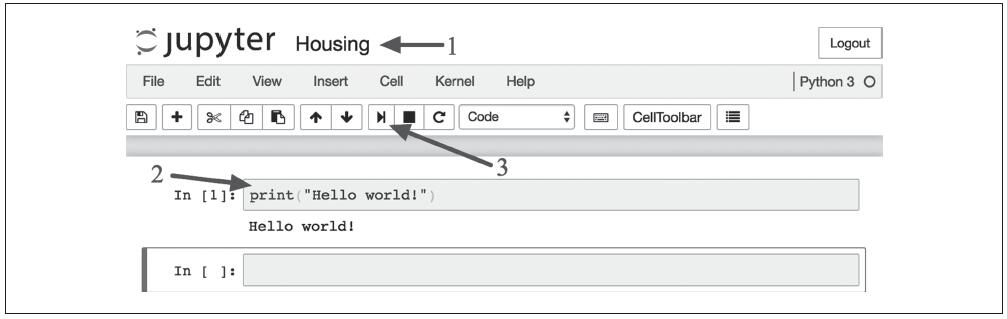 jupyter Housing 1 Logout
File Edit View Insert Cell Kernel Help Python 3
Code CellToolbar
3
2
In [1]: print("Hello world!")
Hello world!
In [ ]: